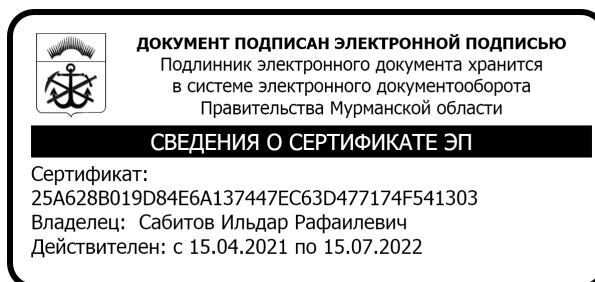 ДОКУМЕНТ ПОДПИСАН ЭЛЕКТРОННОЙ ПОДПИСЬЮ
Подлинник электронного документа хранится
в системе электронного документооборота
Правительства Мурманской области
СВЕДЕНИЯ О СЕРТИФИКАТЕ ЭП
Сертификат:
25A628B019D84E6A137447EC63D477174F541303
Владелец: Сабитов Ильдар Рафаилевич
Действителен: с 15.04.2021 по 15.07.2022